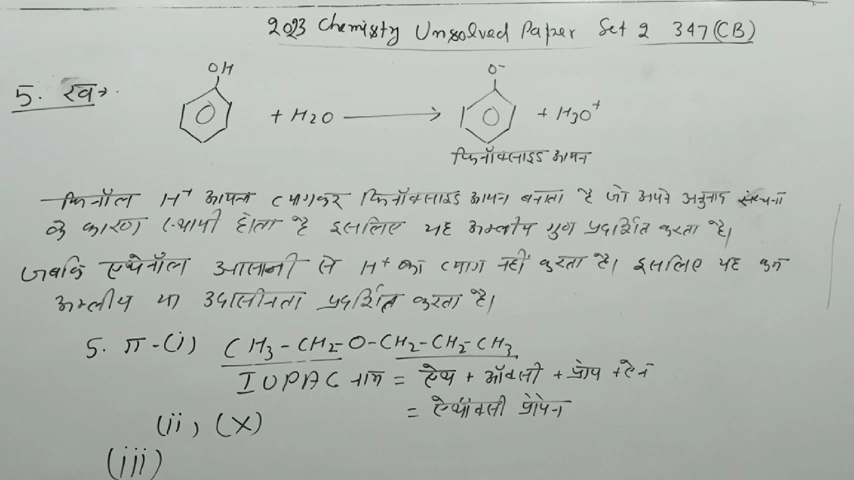 2023 Chemistry Unsolved Paper Set 2 347(CB)
5. ख→
OH
O⁻
+ H2O ⟶ + H3O⁺
फिनॉक्साइड आयन
फिनॉल H⁺ आयन त्यागकर फिनॉक्साइड आयन बनाता है जो अपने अनुनाद संरचना
के कारण स्थायी होता है इसलिए यह अम्लीय गुण प्रदर्शित करता है।
जबकि एथेनॉल आसानी से H⁺ का त्याग नहीं करता है। इसलिए यह कम
अम्लीय या उदासीनता प्रदर्शित करता है।
5. ग-(i) CH3-CH2-O-CH2-CH2-CH3
IUPAC नाम = ऐथ + ऑक्सी + प्रोप + ऐन
= ऐथॉक्सी प्रोपेन
(ii) (X)
(iii)